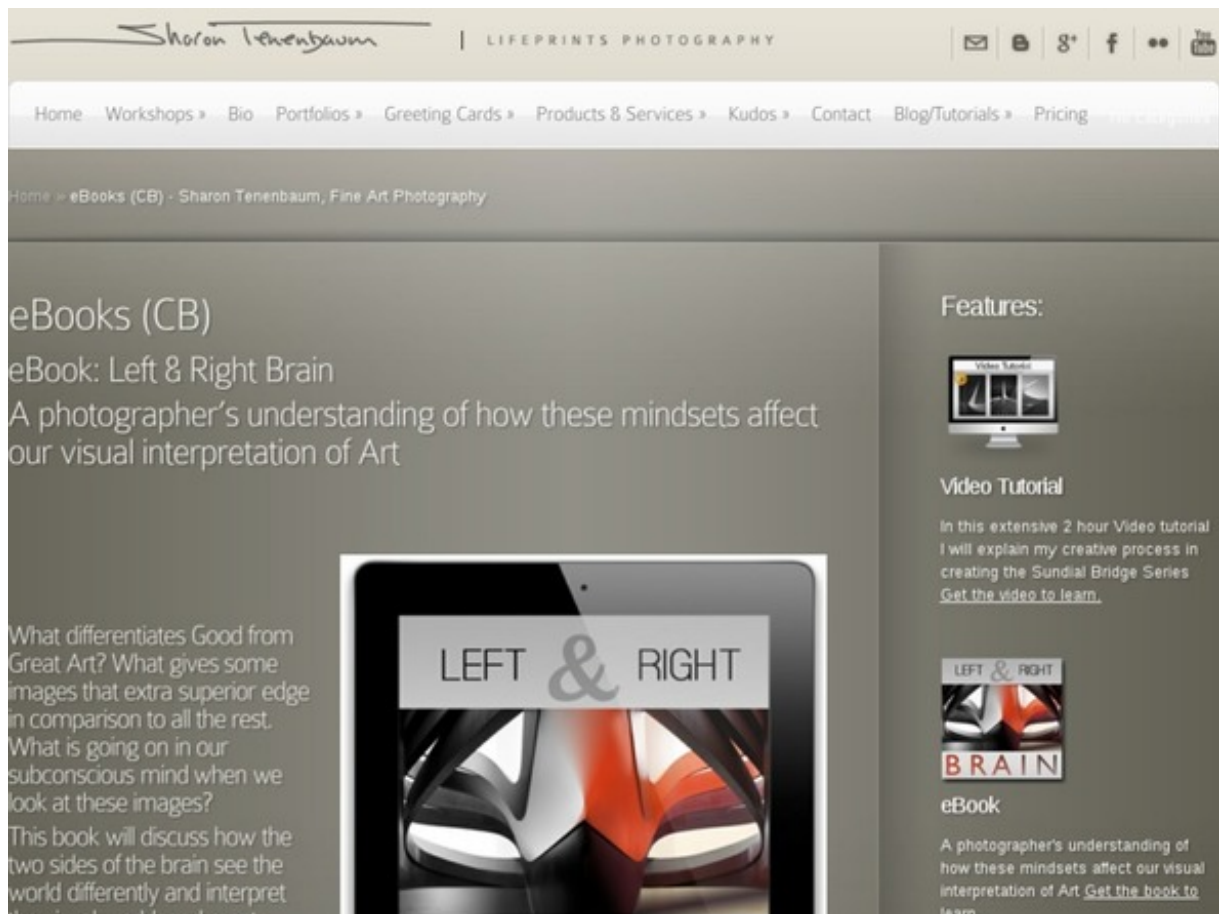 Sharon Tenenbaum | LIFEPRINTS PHOTOGRAPHY
You Tube
Home Workshops » Bio Portfolios » Greeting Cards » Products & Services » Kudos » Contact Blog/Tutorials » Pricing
Home » eBooks (CB) - Sharon Tenenbaum, Fine Art Photography
eBooks (CB)
eBook: Left & Right Brain
A photographer's understanding of how these mindsets affect
our visual interpretation of Art
What differentiates Good from
Great Art? What gives some
images that extra superior edge
in comparison to all the rest.
What is going on in our
subconscious mind when we
look at these images?
This book will discuss how the
two sides of the brain see the
world differently and interpret
LEFT & RIGHT
Features:
Video Tutorial
Video Tutorial
In this extensive 2 hour Video tutorial
I will explain my creative process in
creating the Sundial Bridge Series
Get the video to learn.
LEFT & RIGHT
BRAIN
eBook
A photographer's understanding of
how these mindsets affect our visual
interpretation of Art Get the book to
learn